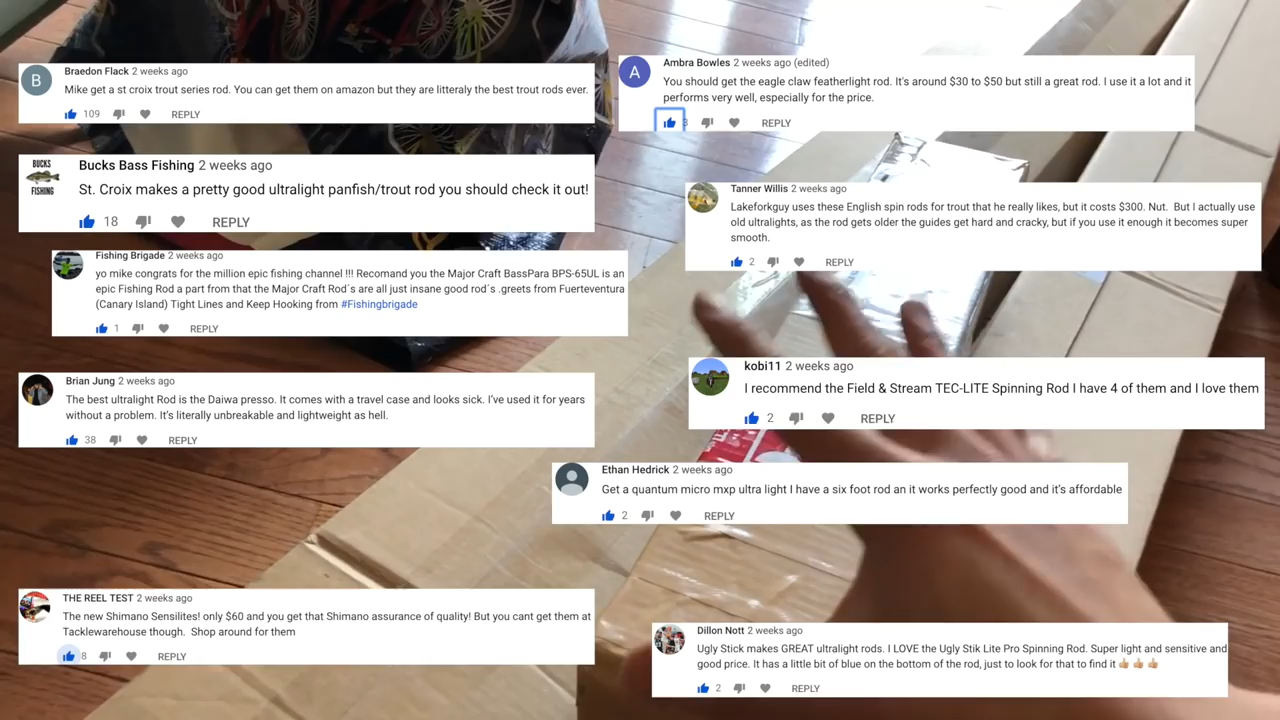 B
Braedon Flack 2 weeks ago
Mike get a st croix trout series rod. You can get them on amazon but they are litteraly the best trout rods ever.
109 REPLY
BUCKS
FISHING
Bucks Bass Fishing 2 weeks ago
St. Croix makes a pretty good ultralight panfish/trout rod you should check it out!
18 REPLY
Fishing Brigade 2 weeks ago
yo mike congrats for the million epic fishing channel !!! Recomand you the Major Craft BassPara BPS-65UL is an
epic Fishing Rod a part from that the Major Craft Rod´s are all just insane good rod´s .greets from Fuerteventura
(Canary Island) Tight Lines and Keep Hooking from #Fishingbrigade
1 REPLY
Brian Jung 2 weeks ago
The best ultralight Rod is the Daiwa presso. It comes with a travel case and looks sick. I've used it for years
without a problem. It's literally unbreakable and lightweight as hell.
38 REPLY
THE REEL TEST 2 weeks ago
The new Shimano Sensilites! only $60 and you get that Shimano assurance of quality! But you cant get them at
Tacklewarehouse though. Shop around for them
8 REPLY
A
Ambra Bowles 2 weeks ago (edited)
You should get the eagle claw featherlight rod. It's around $30 to $50 but still a great rod. I use it a lot and it
performs very well, especially for the price.
3 REPLY
Tanner Willis 2 weeks ago
Lakeforkguy uses these English spin rods for trout that he really likes, but it costs $300. Nut. But I actually use
old ultralights, as the rod gets older the guides get hard and cracky, but if you use it enough it becomes super
smooth.
2 REPLY
kobi11 2 weeks ago
I recommend the Field & Stream TEC-LITE Spinning Rod I have 4 of them and I love them
2 REPLY
Ethan Hedrick 2 weeks ago
Get a quantum micro mxp ultra light I have a six foot rod an it works perfectly good and it's affordable
2 REPLY
Dillon Nott 2 weeks ago
Ugly Stick makes GREAT ultralight rods. I LOVE the Ugly Stik Lite Pro Spinning Rod. Super light and sensitive and
good price. It has a little bit of blue on the bottom of the rod, just to look for that to find it 👍🏼 👍🏼 👍🏼
2 REPLY